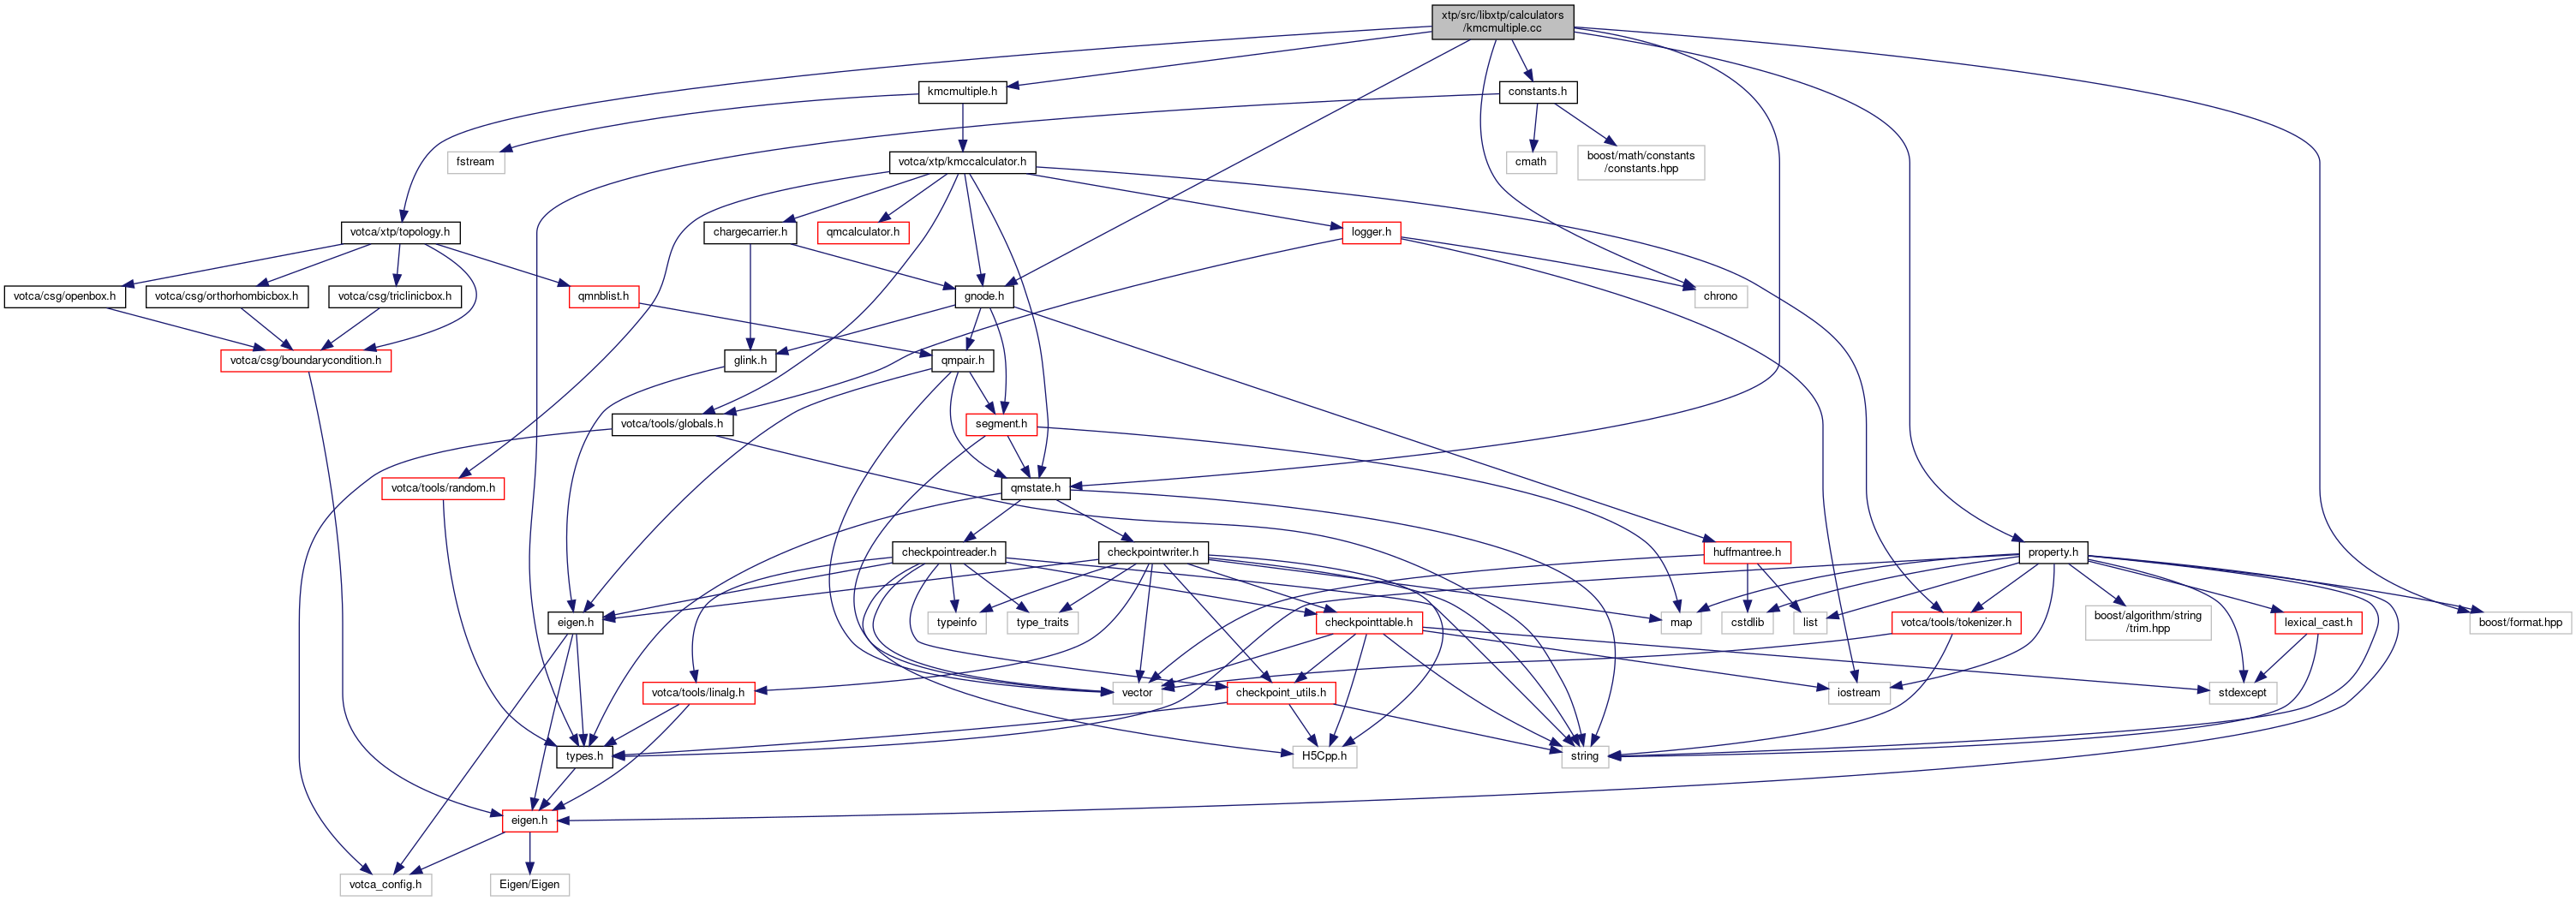 xtp/src/libxtp/calculators
/kmcmultiple.cc
kmcmultiple.h
constants.h
fstream
votca/xtp/kmccalculator.h
cmath
boost/math/constants
/constants.hpp
votca/xtp/topology.h
chargecarrier.h
qmcalculator.h
logger.h
votca/csg/openbox.h
votca/csg/orthorhombicbox.h
votca/csg/triclinicbox.h
qmnblist.h
gnode.h
chrono
votca/csg/boundarycondition.h
glink.h
qmpair.h
votca/tools/globals.h
segment.h
votca/tools/random.h
qmstate.h
checkpointreader.h
checkpointwriter.h
huffmantree.h
property.h
eigen.h
typeinfo
type_traits
checkpointtable.h
map
cstdlib
list
votca/tools/tokenizer.h
boost/algorithm/string
/trim.hpp
lexical_cast.h
boost/format.hpp
votca/tools/linalg.h
vector
checkpoint_utils.h
iostream
stdexcept
types.h
H5Cpp.h
string
eigen.h
votca_config.h
Eigen/Eigen